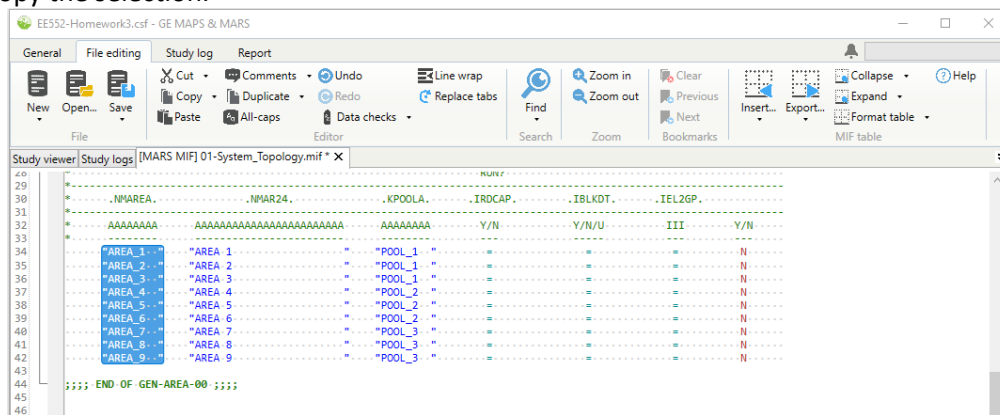 opy the selection.
EE552-Homework3.csf - GE MAPS & MARS
General File editing Study log Report
Cut Comments Undo Line wrap Zoom in Clear Collapse Help
New Open... Save Copy Duplicate Redo Replace tabs Find Zoom out Previous Insert... Export... Expand
Paste All-caps Data checks Next Format table
File Editor Search Zoom Bookmarks MIF table
Study viewer Study logs [MARS MIF] 01-System_Topology.mif * X
28 * RUN?
29 *
30 * .NMAREA. .NMAR24. .KPOOLA. .IRDCAP. .IBLKDT. .IEL2GP.
31 *
32 * AAAAAAAA AAAAAAAAAAAAAAAAAAAAAAAA AAAAAAAA Y/N Y/N/U III Y/N
33 * -------- ------------------------ -------- --- ----- --- ---
34 "AREA_1 " "AREA 1 " "POOL_1 " = = = N
35 "AREA_2 " "AREA 2 " "POOL_1 " = = = N
36 "AREA_3 " "AREA 3 " "POOL_1 " = = = N
37 "AREA_4 " "AREA 4 " "POOL_2 " = = = N
38 "AREA_5 " "AREA 5 " "POOL_2 " = = = N
39 "AREA_6 " "AREA 6 " "POOL_2 " = = = N
40 "AREA_7 " "AREA 7 " "POOL_3 " = = = N
41 "AREA_8 " "AREA 8 " "POOL_3 " = = = N
42 "AREA_9 " "AREA 9 " "POOL_3 " = = = N
43
44 ;;;; END OF GEN-AREA-00 ;;;;
45
46